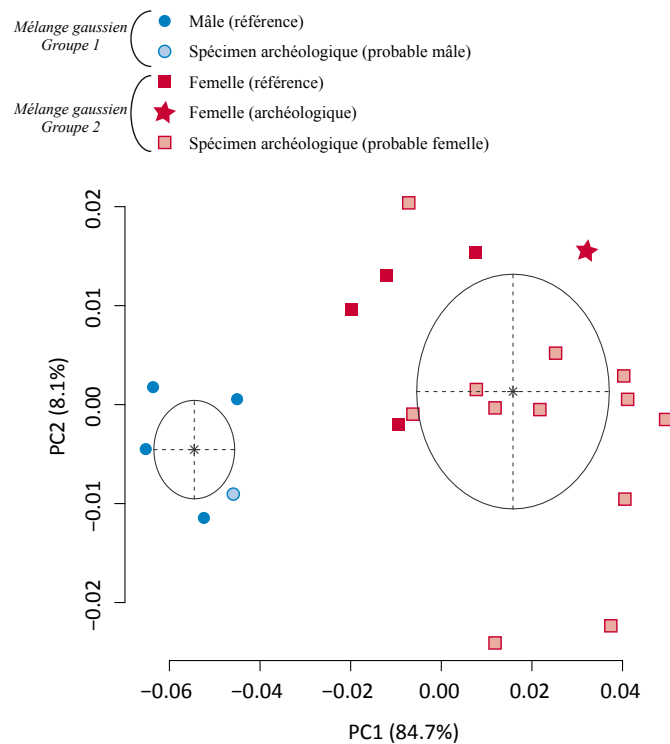 Mélange gaussien
Groupe 1
Mâle (référence)
Spécimen archéologique (probable mâle)
Mélange gaussien
Groupe 2
Femelle (référence)
Femelle (archéologique)
Spécimen archéologique (probable femelle)
PC2 (8.1%)
0.02
0.01
0.00
−0.01
−0.02
−0.06
−0.04
−0.02
0.00
0.02
0.04
PC1 (84.7%)